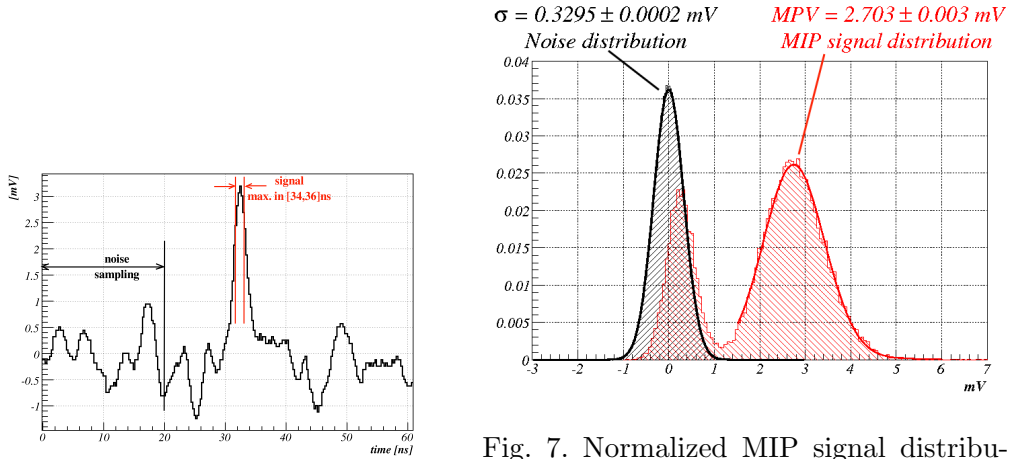 [mV]
signal
max. in [34,36]ns
noise
sampling
3
2.5
2
1.5
1
0.5
0
-0.5
-1
0 10 20 30 40 50 60
time [ns]
σ = 0.3295 ± 0.0002 mV
Noise distribution
MPV = 2.703 ± 0.003 mV
MIP signal distribution
0.04
0.035
0.03
0.025
0.02
0.015
0.01
0.005
0
-3 -2 -1 0 1 2 3 4 5 6 7
mV
Fig. 7. Normalized MIP signal distribu-